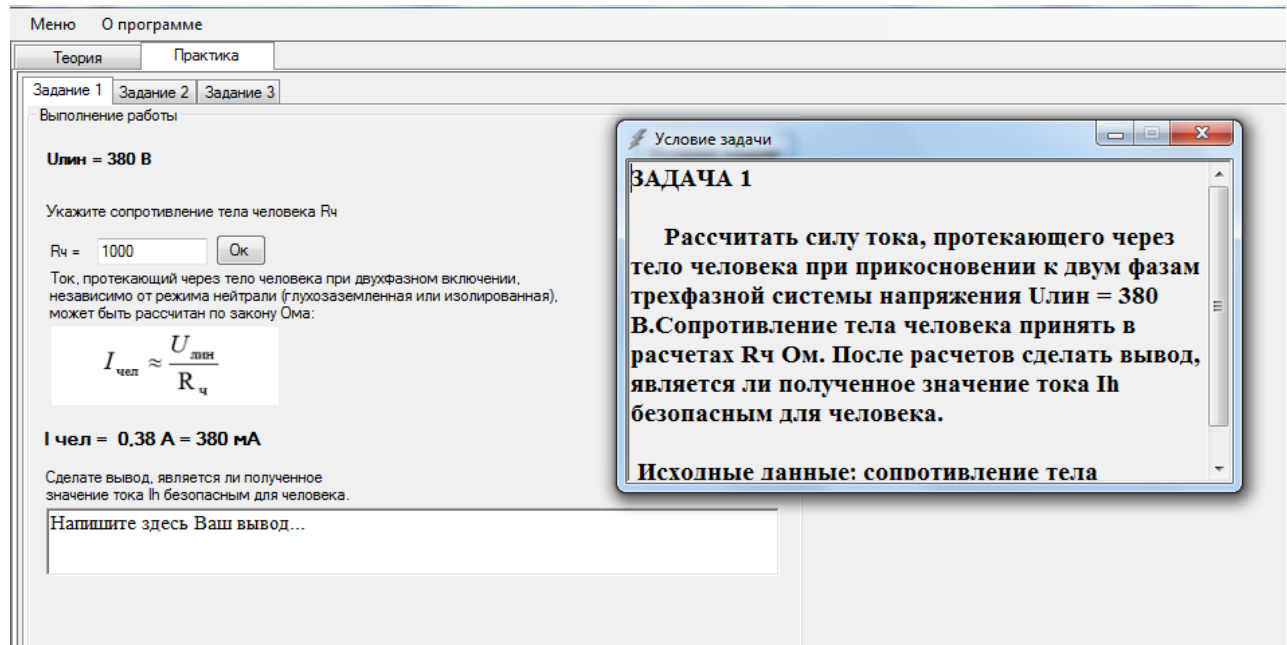 Меню О программе
Теория Практика
Задание 1 Задание 2 Задание 3
Выполнение работы
Uлин = 380 В
Укажите сопротивление тела человека Rч
Rч = 1000 Ок
Ток, протекающий через тело человека при двухфазном включении,
независимо от режима нейтрали (глухозаземленная или изолированная),
может быть рассчитан по закону Ома:
I чел ≈ U лин / R ч
I чел = 0,38 А = 380 мА
Сделате вывод, является ли полученное
значение тока Ih безопасным для человека.
Напишите здесь Ваш вывод...
Условие задачи
ЗАДАЧА 1
Рассчитать силу тока, протекающего через
тело человека при прикосновении к двум фазам
трехфазной системы напряжения Uлин = 380
В.Сопротивление тела человека принять в
расчетах Rч Ом. После расчетов сделать вывод,
является ли полученное значение тока Ih
безопасным для человека.
Исходные данные: сопротивление тела